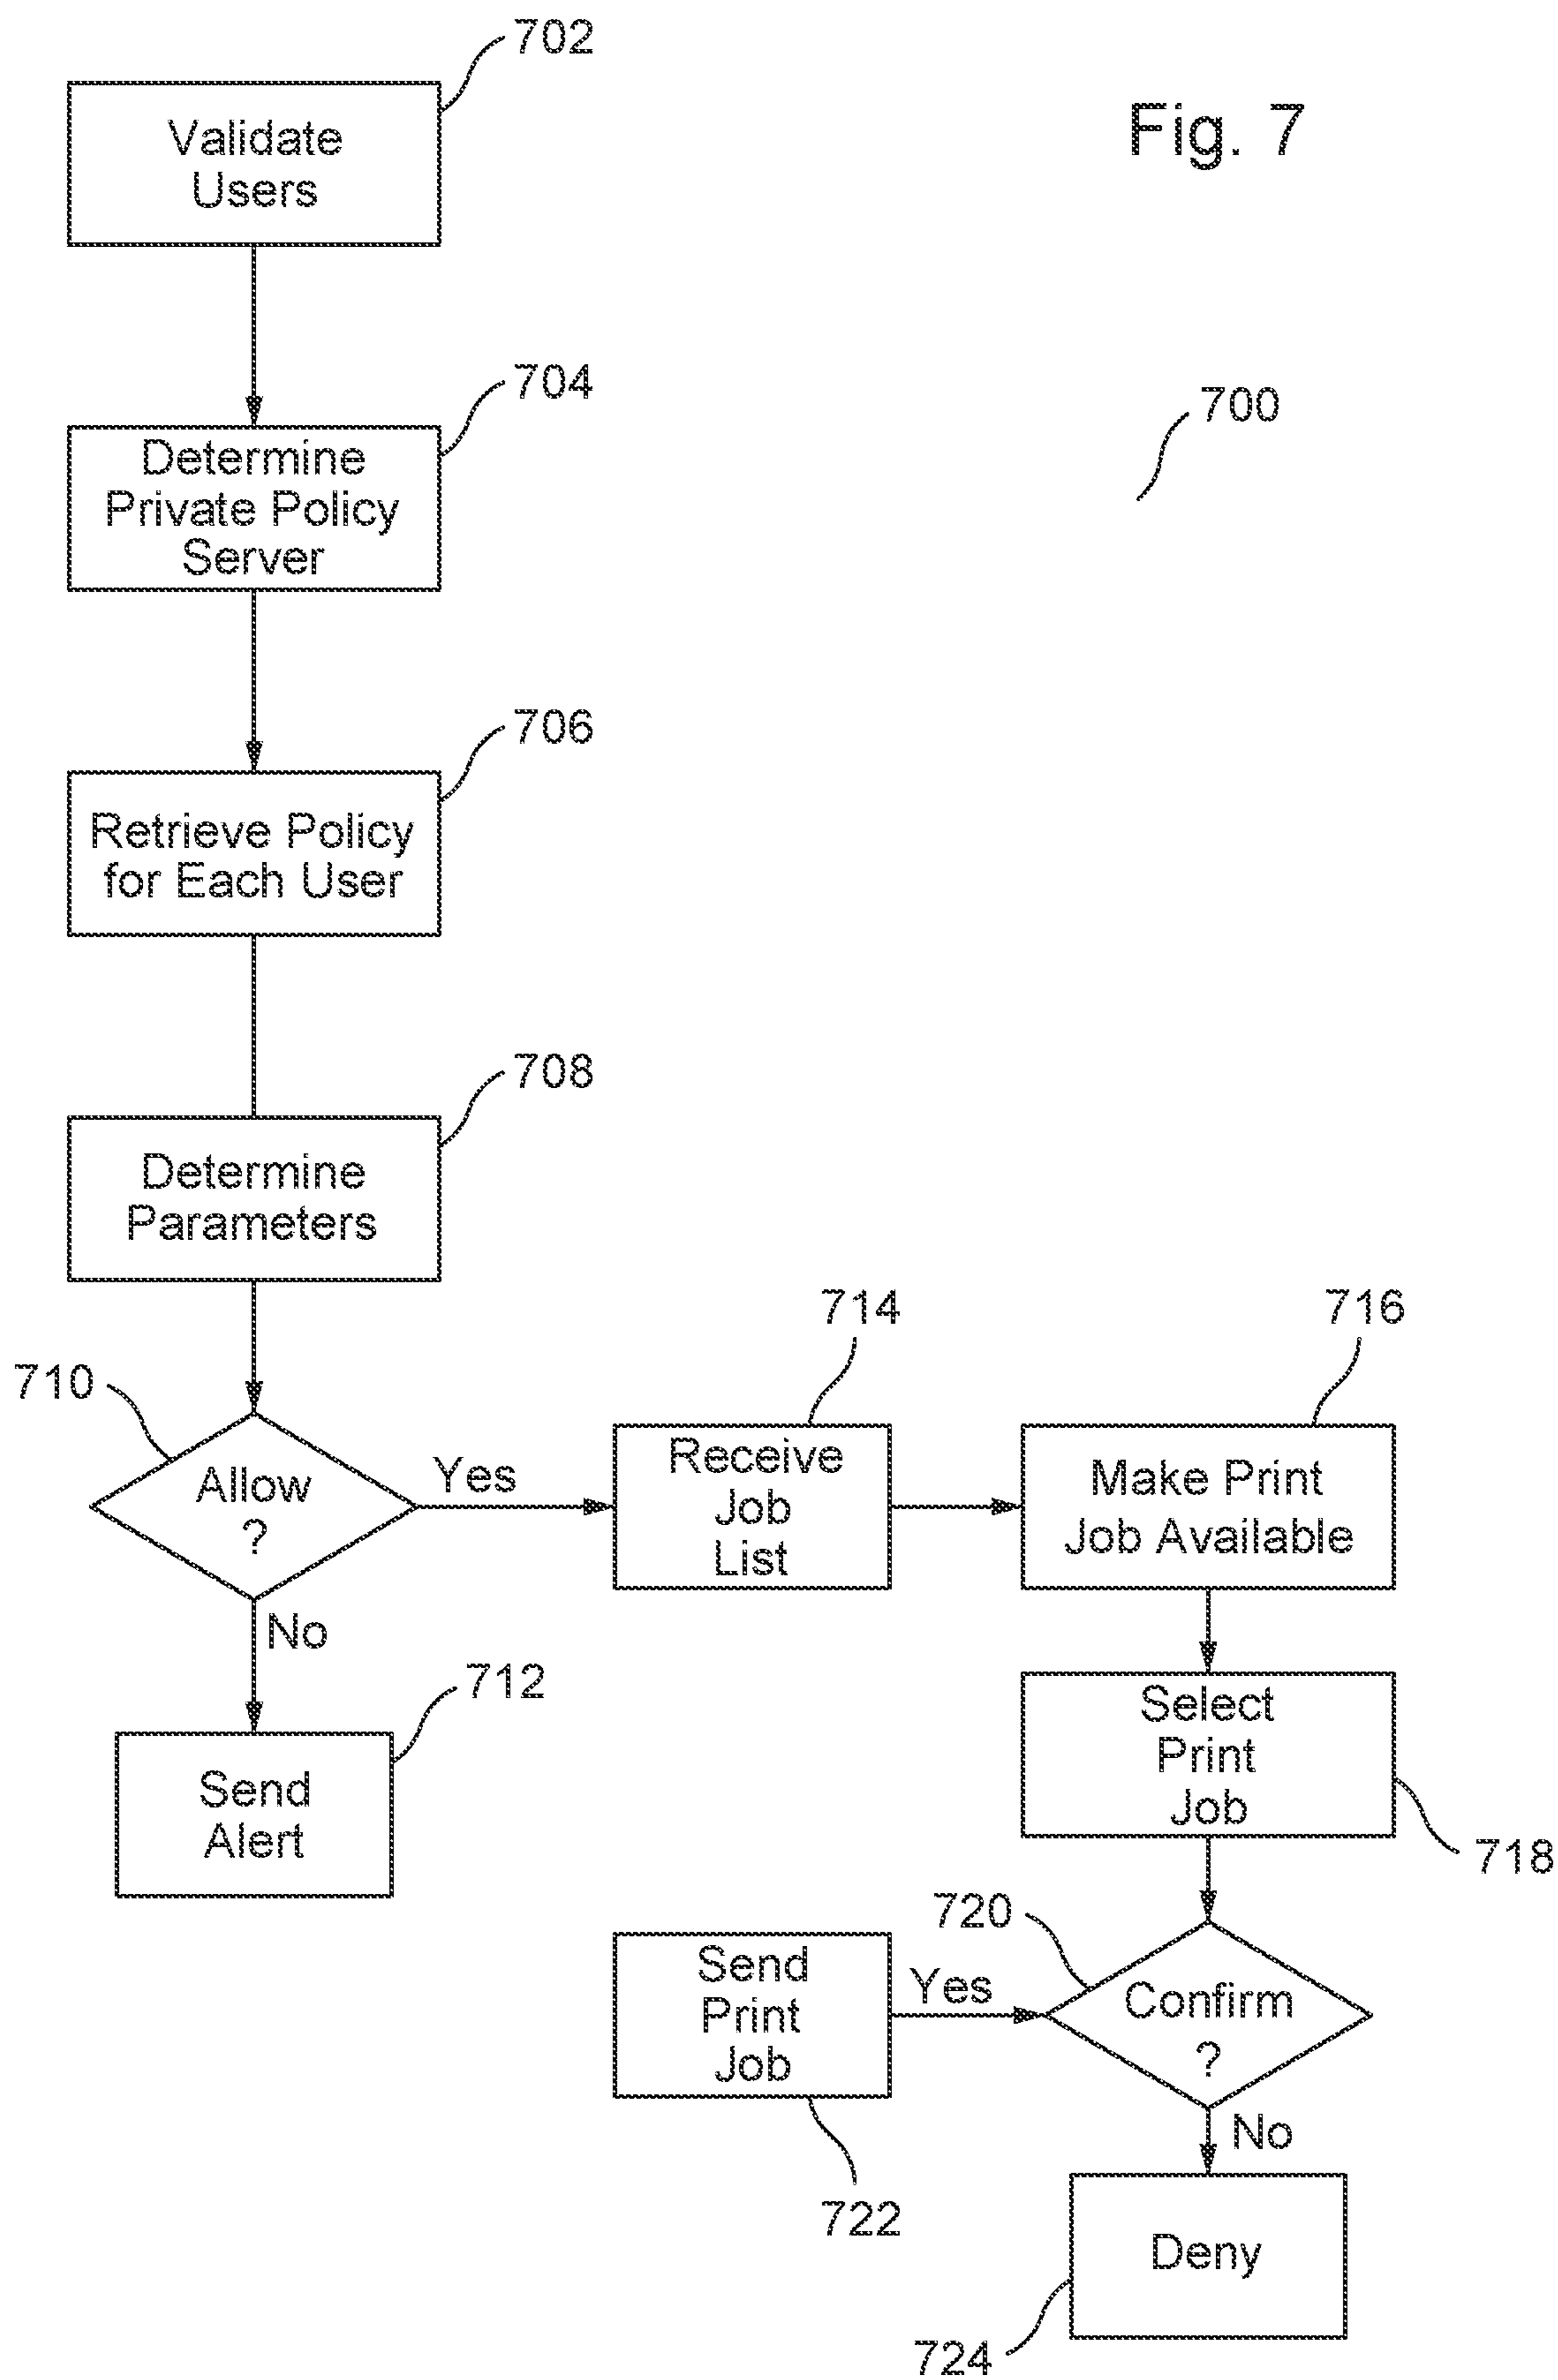 702
Validate
Users
Fig. 7
704
Determine
Private Policy
Server
700
706
Retrieve Policy
for Each User
708
Determine
Parameters
710
Allow
?
Yes
No
712
Send
Alert
714
Receive
Job
List
716
Make Print
Job Available
Select
Print
Job
718
720
Confirm
?
Yes
Send
Print
Job
722
No
Deny
724